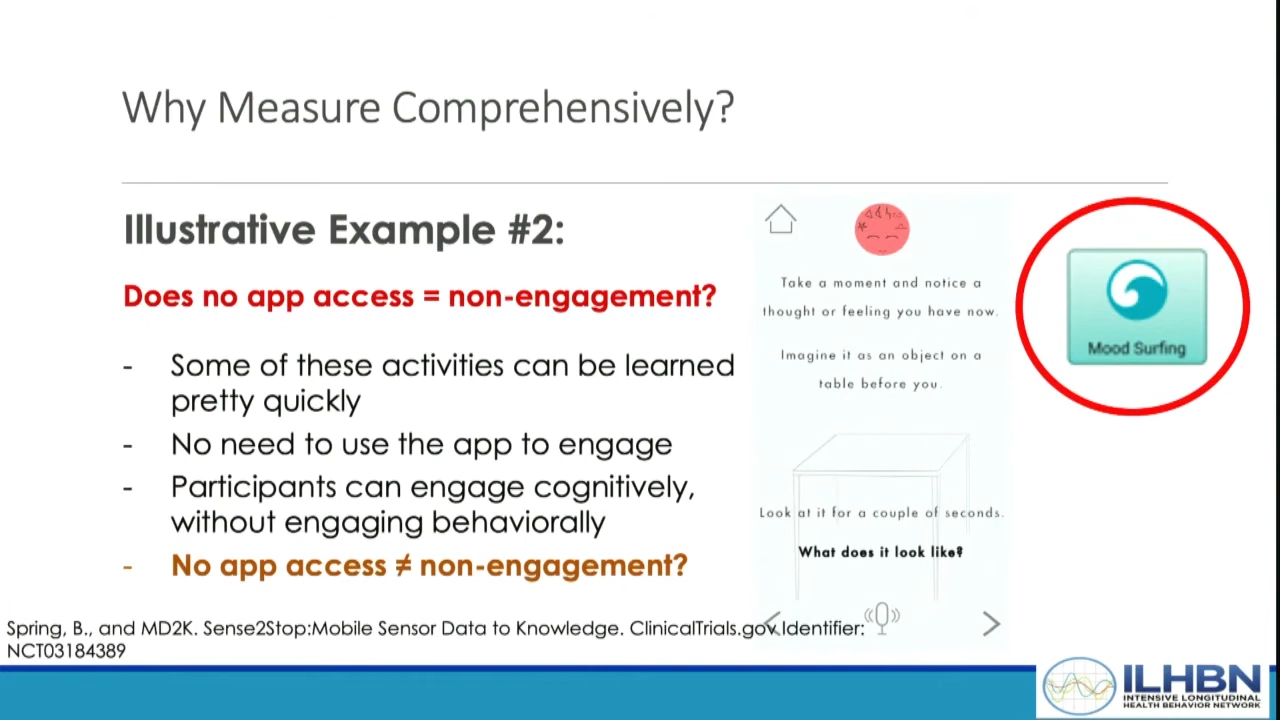 Why Measure Comprehensively?
Illustrative Example #2:
Does no app access = non-engagement?
- Some of these activities can be learned
pretty quickly
- No need to use the app to engage
- Participants can engage cognitively,
without engaging behaviorally
- No app access ≠ non-engagement?
Take a moment and notice a
thought or feeling you have now.
Imagine it as an object on a
table before you.
Look at it for a couple of seconds.
What does it look like?
Mood Surfing
Spring, B., and MD2K. Sense2Stop:Mobile Sensor Data to Knowledge. ClinicalTrials.gov Identifier:
NCT03184389
ILHBN
INTENSIVE LONGITUDINAL
HEALTH BEHAVIOR NETWORK